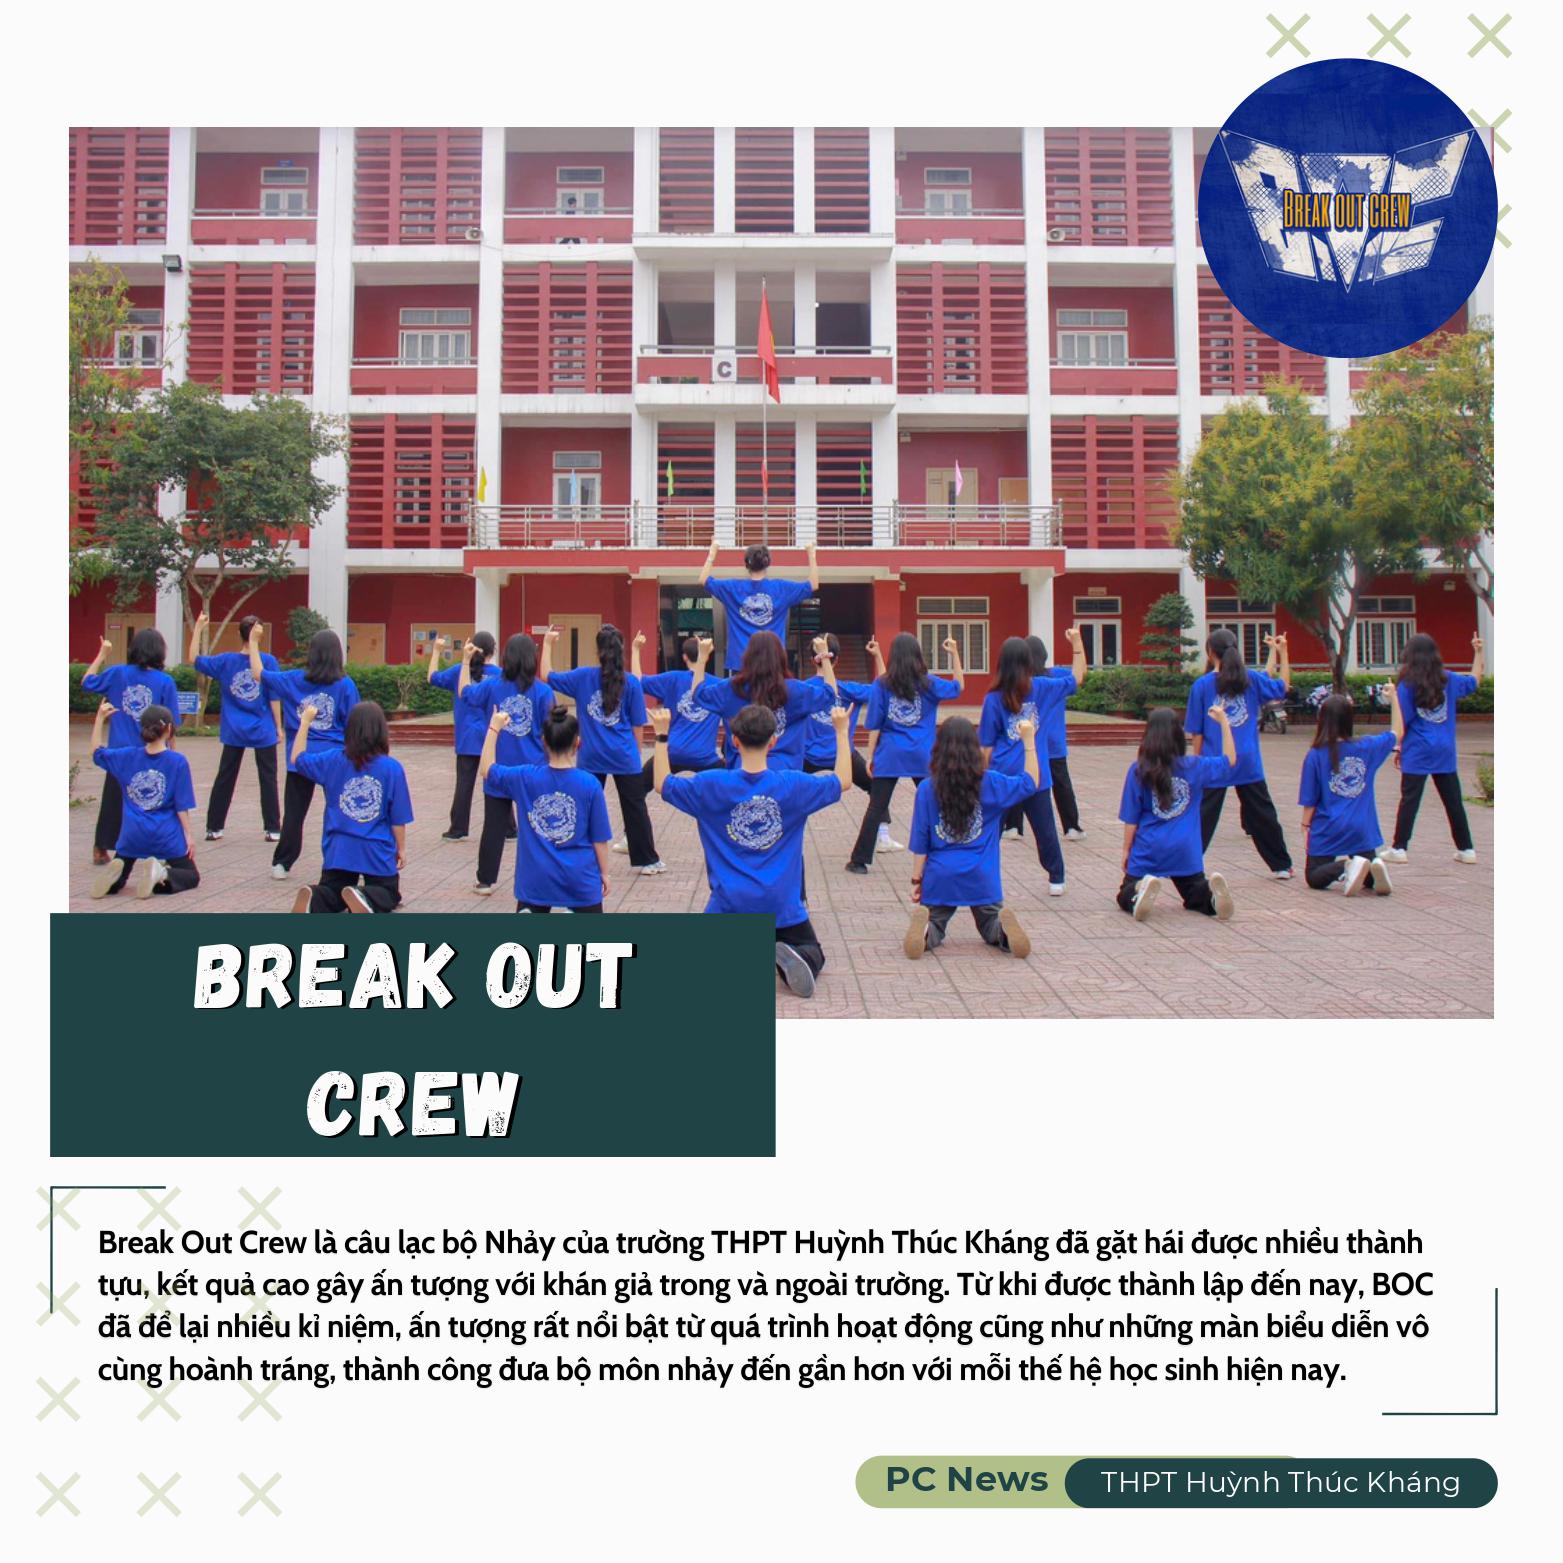 BOC
BREAK OUT CREW
C
BREAK OUT
CREW
Break Out Crew là câu lạc bộ Nhảy của trường THPT Huỳnh Thúc Kháng đã gặt hái được nhiều thành
tựu, kết quả cao gây ấn tượng với khán giả trong và ngoài trường. Từ khi được thành lập đến nay, BOC
đã để lại nhiều kỉ niệm, ấn tượng rất nổi bật từ quá trình hoạt động cũng như những màn biểu diễn vô
cùng hoành tráng, thành công đưa bộ môn nhảy đến gần hơn với mỗi thế hệ học sinh hiện nay.
PC News
THPT Huỳnh Thúc Kháng